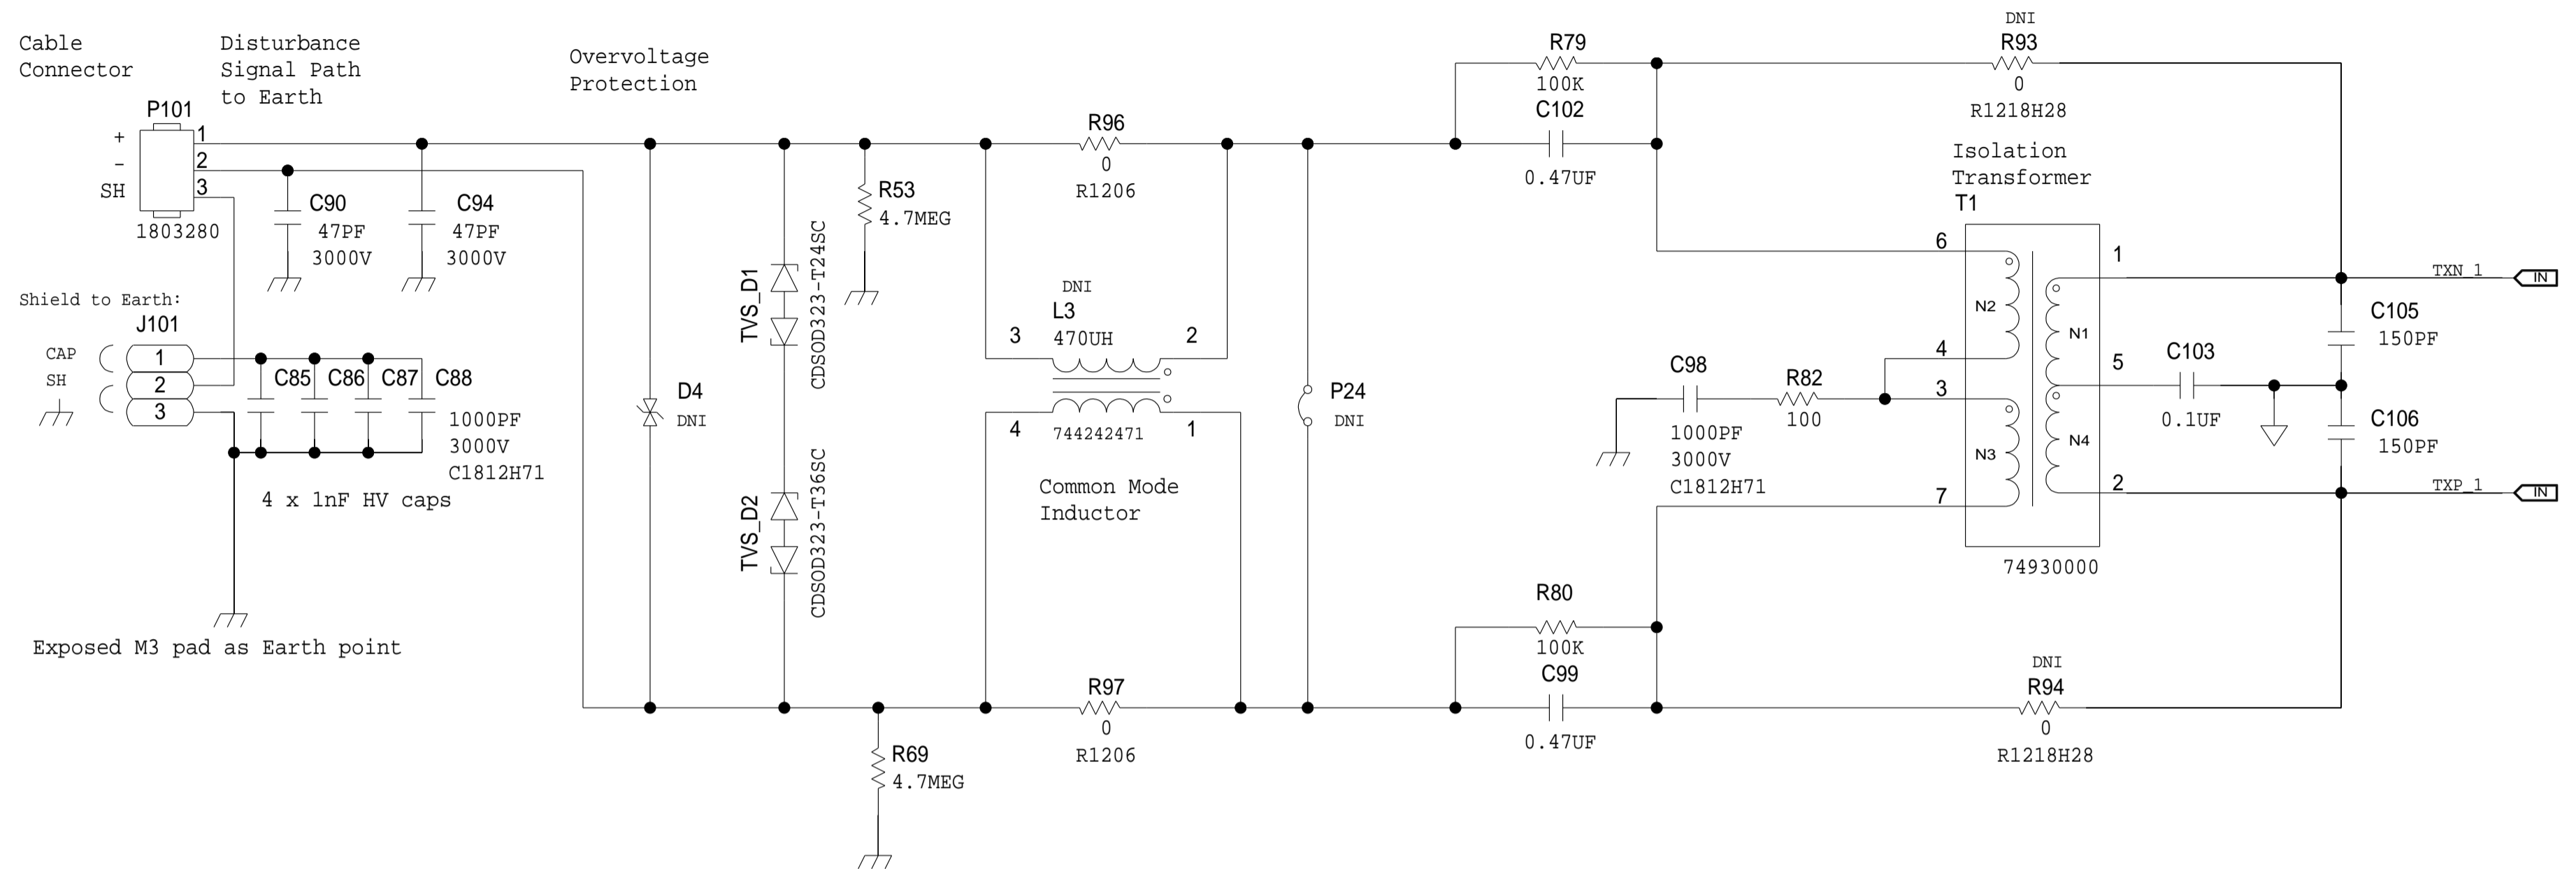 Cable
Connector
Disturbance
Signal Path
to Earth
Overvoltage
Protection
P101
+
-
SH
1
2
3
1803280
C90
47PF
3000V
C94
47PF
3000V
Shield to Earth:
J101
CAP
SH
1
2
3
C85
C86
C87
C88
1000PF
3000V
C1812H71
4 x 1nF HV caps
Exposed M3 pad as Earth point
D4
DNI
TVS_D1
CDSOD323-T24SC
TVS_D2
CDSOD323-T36SC
R53
4.7MEG
R69
4.7MEG
R96
0
R1206
DNI
L3
470UH
3
2
4
1
744242471
Common Mode
Inductor
R97
0
R1206
P24
DNI
R79
100K
C102
0.47UF
R80
100K
C99
0.47UF
C98
1000PF
3000V
C1812H71
R82
100
DNI
R93
0
R1218H28
Isolation
Transformer
T1
6
4
3
7
N2
N3
N1
N4
1
5
2
74930000
C103
0.1UF
DNI
R94
0
R1218H28
TXN_1
IN
C105
150PF
C106
150PF
TXP_1
IN